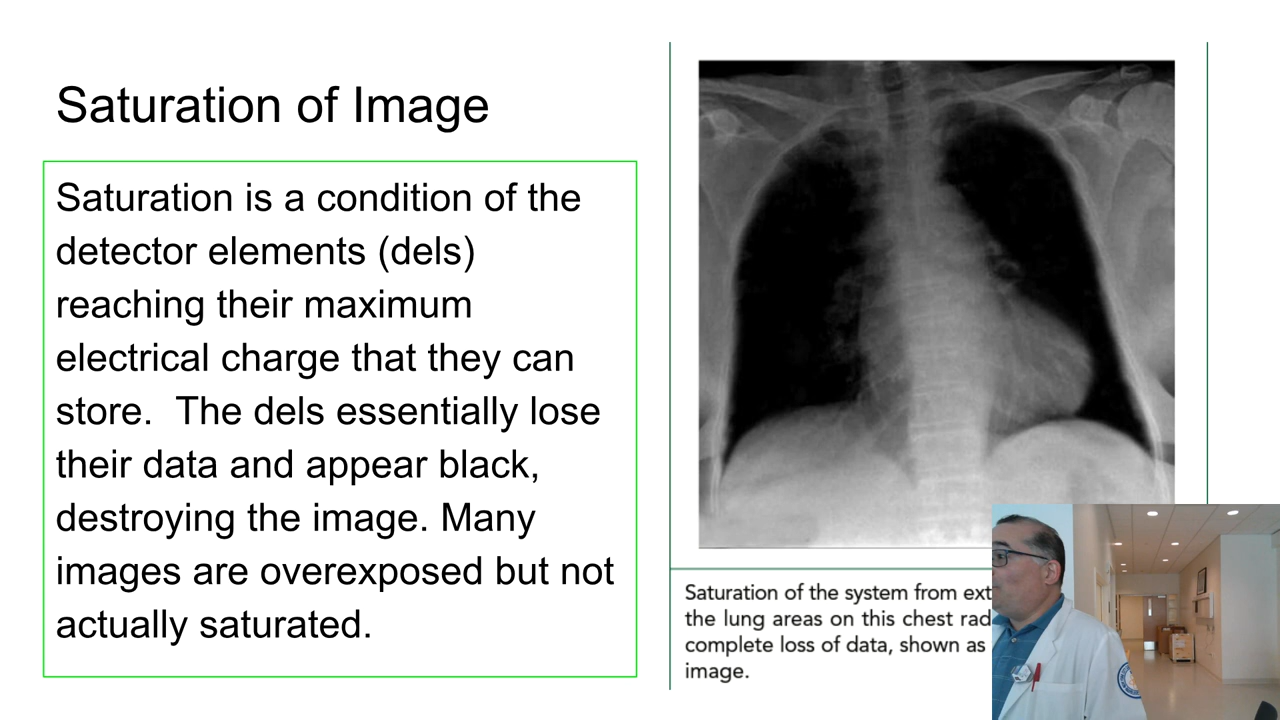 Saturation of Image
Saturation is a condition of the
detector elements (dels)
reaching their maximum
electrical charge that they can
store.  The dels essentially lose
their data and appear black,
destroying the image. Many
images are overexposed but not
actually saturated.
Saturation of the system from
the lung areas on this chest
complete loss of data, shown as
image.